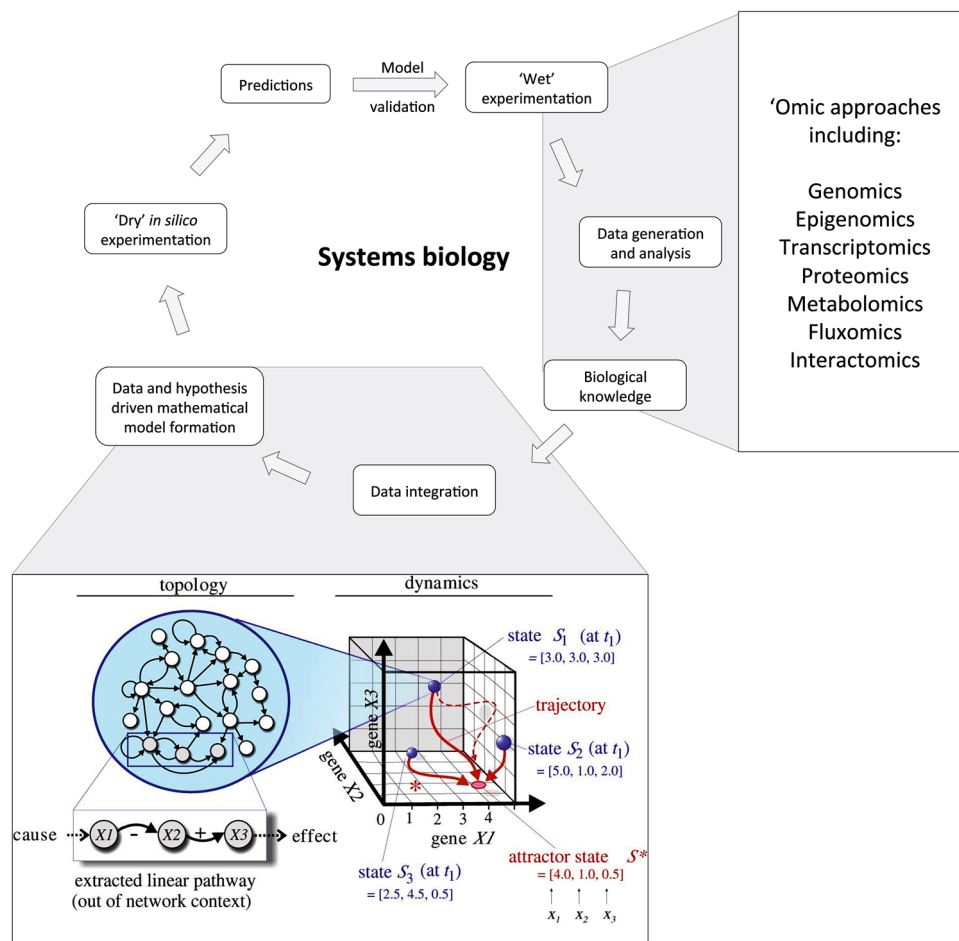 Predictions
Model
validation
‘Wet’
experimentation
‘Omic approaches
including:
Genomics
Epigenomics
Transcriptomics
Proteomics
Metabolomics
Fluxomics
Interactomics
‘Dry’ in silico
experimentation
Systems biology
Data generation
and analysis
Data and hypothesis
driven mathematical
model formation
Biological
knowledge
Data integration
topology
dynamics
state S1 (at t1)
= [3.0, 3.0, 3.0]
trajectory
state S2 (at t1)
= [5.0, 1.0, 2.0]
gene X3
gene X2
*
0 1 2 3 4
gene X1
cause
X1 - X2 + X3
effect
extracted linear pathway
(out of network context)
state S3 (at t1)
= [2.5, 4.5, 0.5]
attractor state S*
= [4.0, 1.0, 0.5]
x1 x2 x3